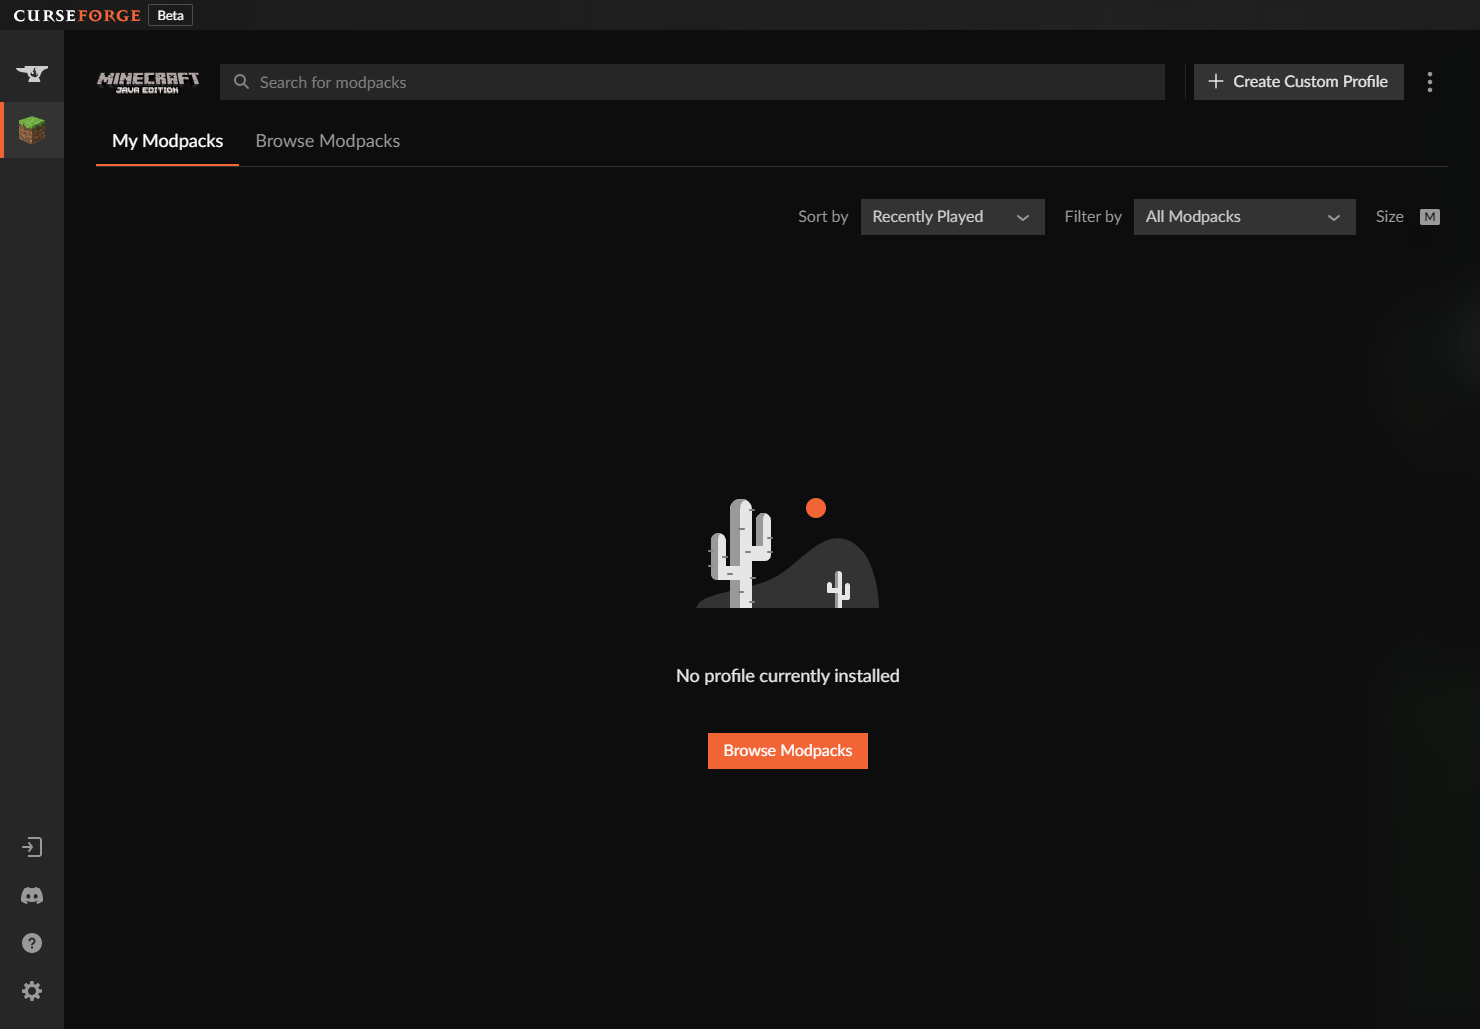 CURSEFORGE Beta
MINECRAFT
JAVA EDITION
Search for modpacks
Create Custom Profile
My Modpacks Browse Modpacks
Sort by Recently Played Filter by All Modpacks Size M
No profile currently installed
Browse Modpacks
?